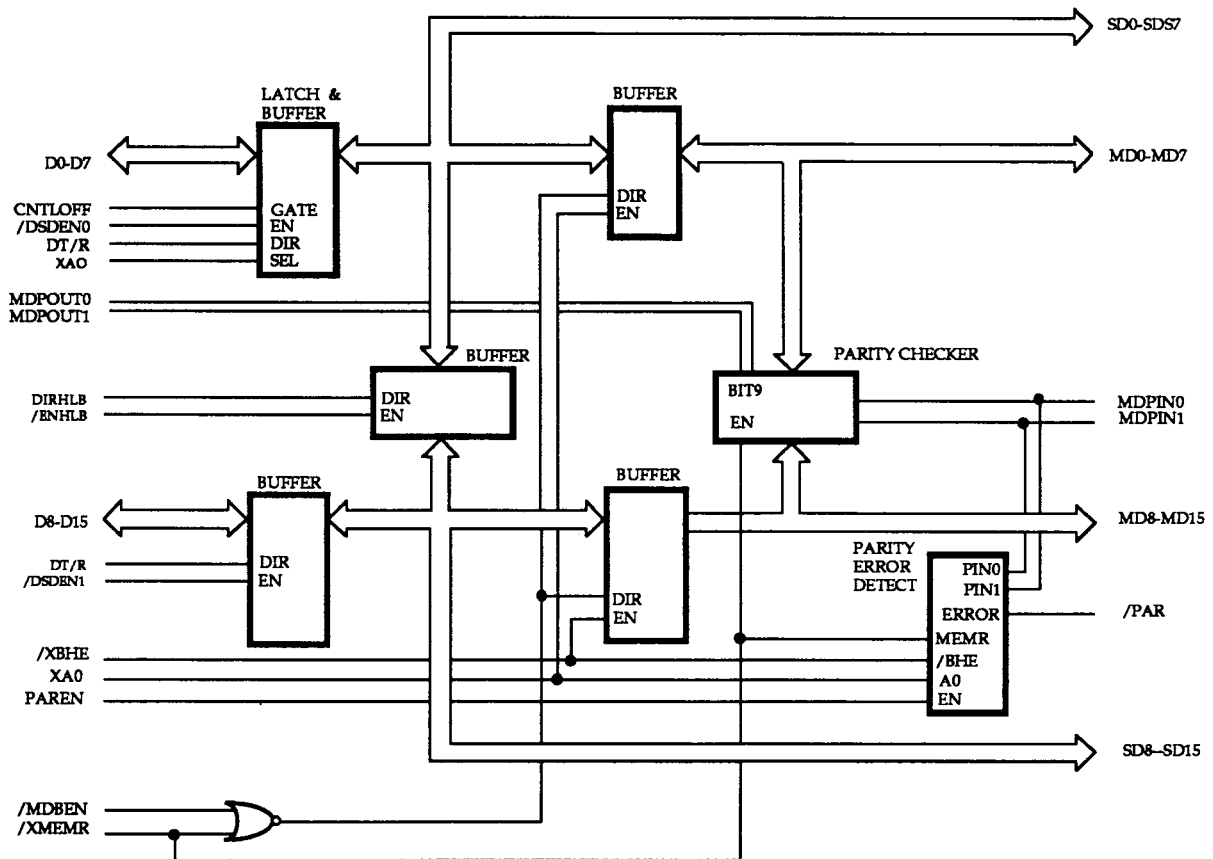 SD0-SDS7
LATCH &
BUFFER
BUFFER
D0-D7
MD0-MD7
DIR
EN
CNTLOFF
/DSDEN0
DT/R
XAO
GATE
EN
DIR
SEL
MDPOUT0
MDPOUT1
BUFFER
PARITY CHECKER
DIRHLB
/ENHLB
DIR
EN
BIT9
EN
MDPIN0
MDPIN1
BUFFER
BUFFER
D8-D15
MD8-MD15
DT/R
/DSDEN1
DIR
EN
DIR
EN
PARITY
ERROR
DETECT
PIN0
PIN1
ERROR
MEMR
/BHE
A0
EN
/PAR
/XBHE
XA0
PAREN
SD8--SD15
/MDBEN
/XMEMR